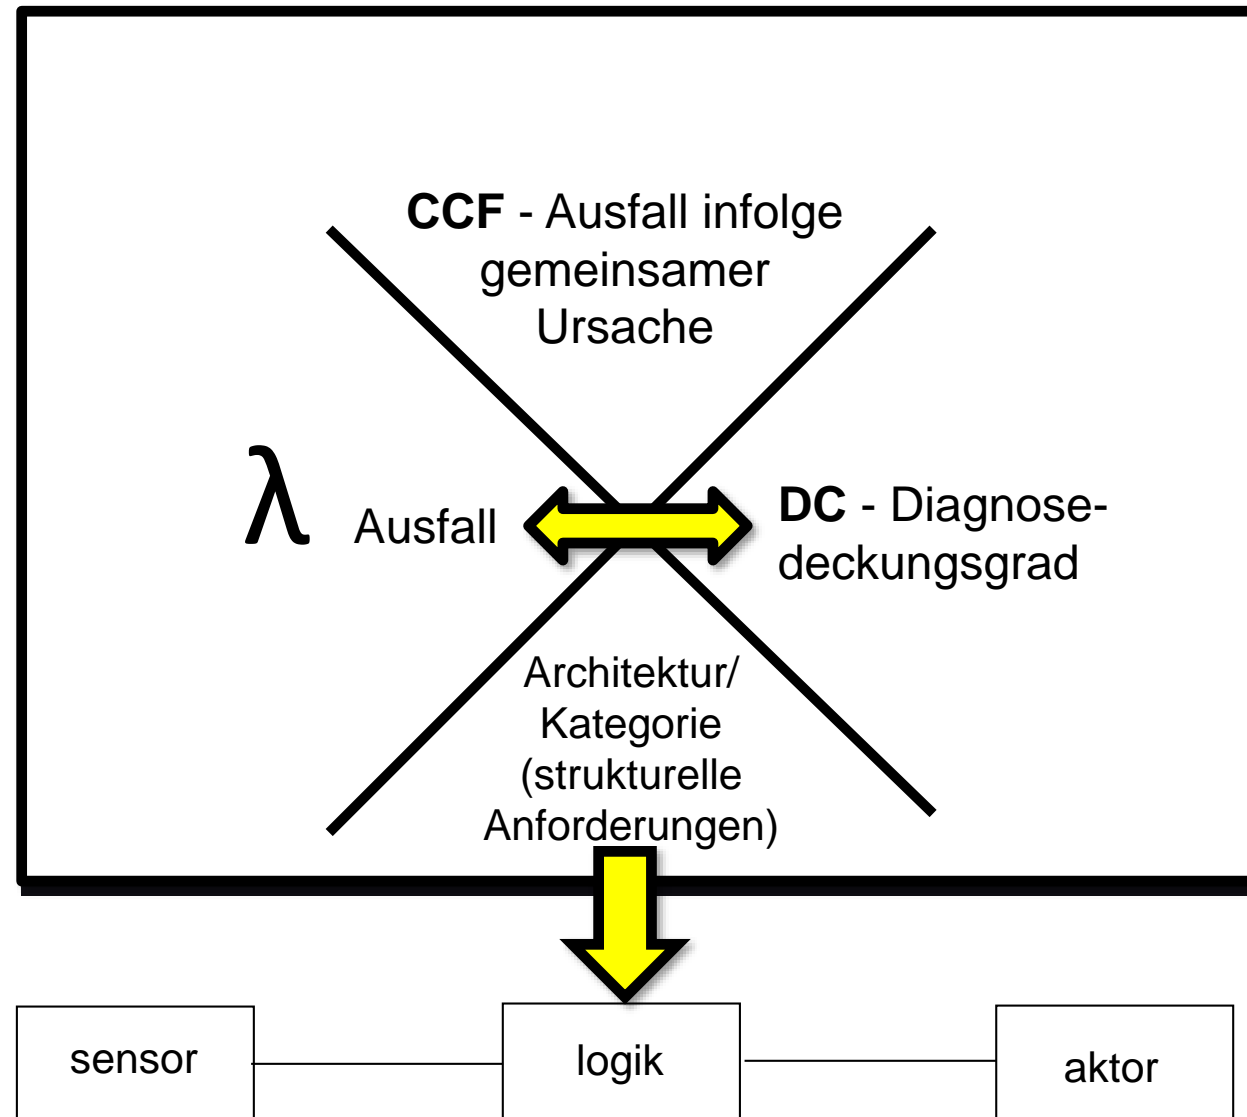 CCF - Ausfall infolge
gemeinsamer
Ursache
λ Ausfall
DC - Diagnose-
deckungsgrad
Architektur/
Kategorie
(strukturelle
Anforderungen)
sensor
logik
aktor